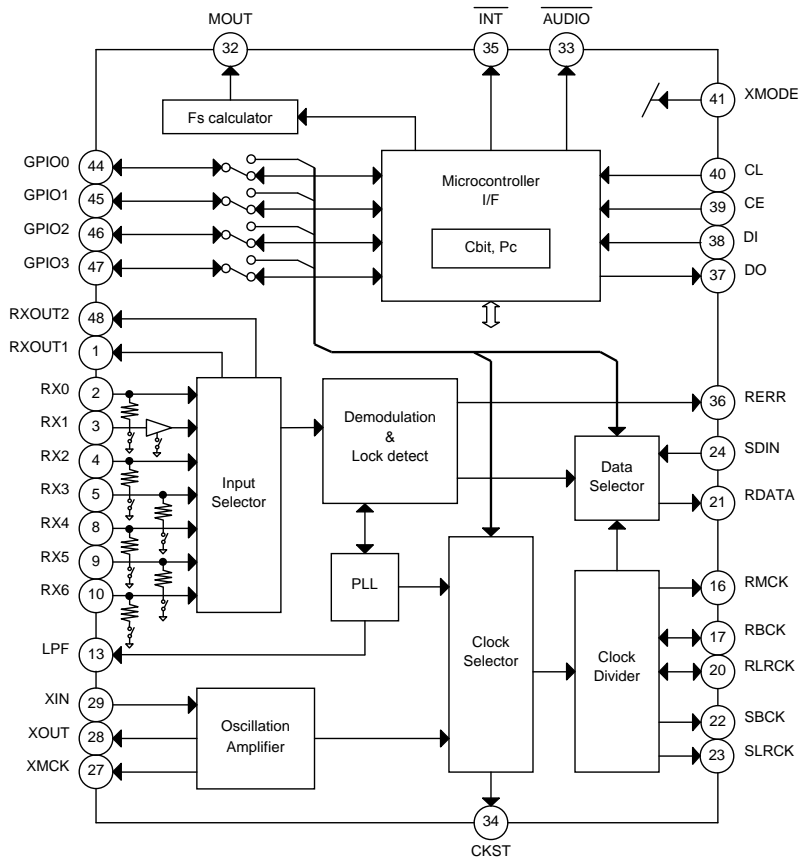 MOUT
INT
AUDIO
32
35
33
41
XMODE
Fs calculator
GPIO0
44
GPIO1
45
GPIO2
46
GPIO3
47
Microcontroller
I/F
Cbit, Pc
40
CL
39
CE
38
DI
37
DO
RXOUT2
48
RXOUT1
1
RX0
2
RX1
3
RX2
4
RX3
5
RX4
8
RX5
9
RX6
10
Input
Selector
Demodulation
&
Lock detect
36
RERR
24
SDIN
Data
Selector
21
RDATA
PLL
LPF
13
Clock
Selector
Clock
Divider
16
RMCK
17
RBCK
20
RLRCK
22
SBCK
23
SLRCK
XIN
29
XOUT
28
XMCK
27
Oscillation
Amplifier
34
CKST